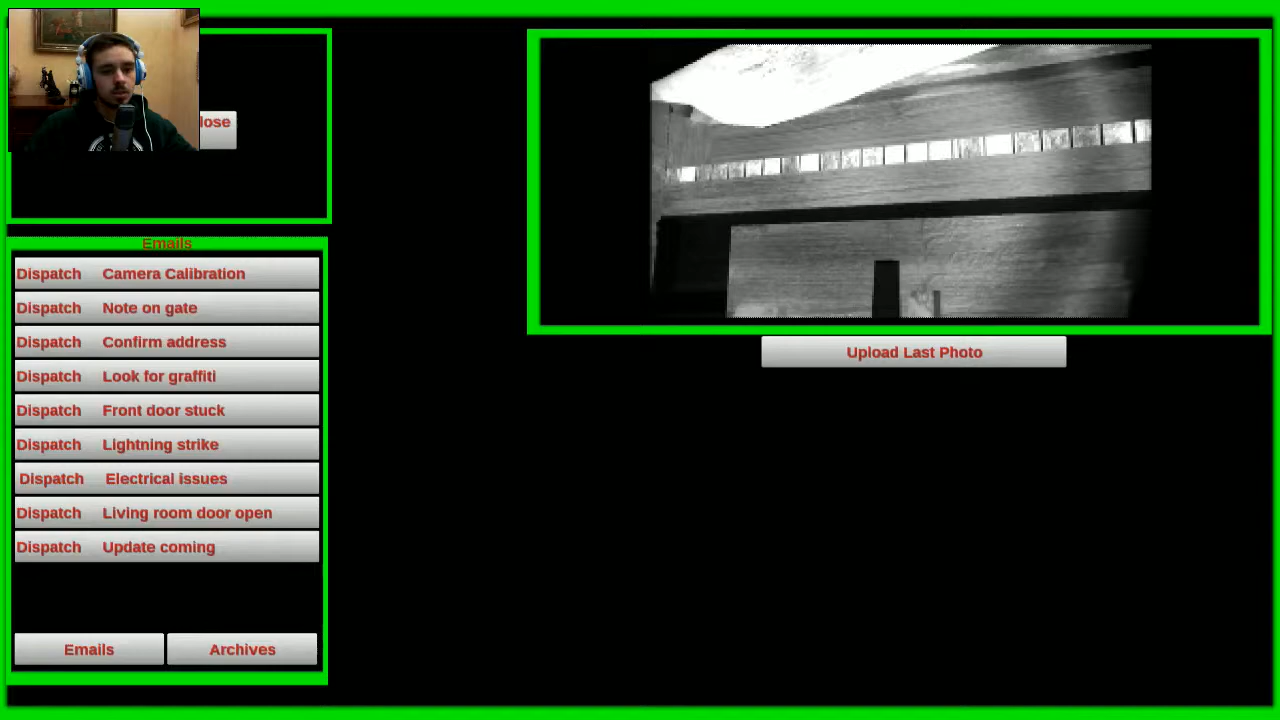 lose
Emails
Dispatch Camera Calibration
Dispatch Note on gate
Dispatch Confirm address
Dispatch Look for graffiti
Dispatch Front door stuck
Dispatch Lightning strike
Dispatch Electrical issues
Dispatch Living room door open
Dispatch Update coming
Emails Archives
Upload Last Photo